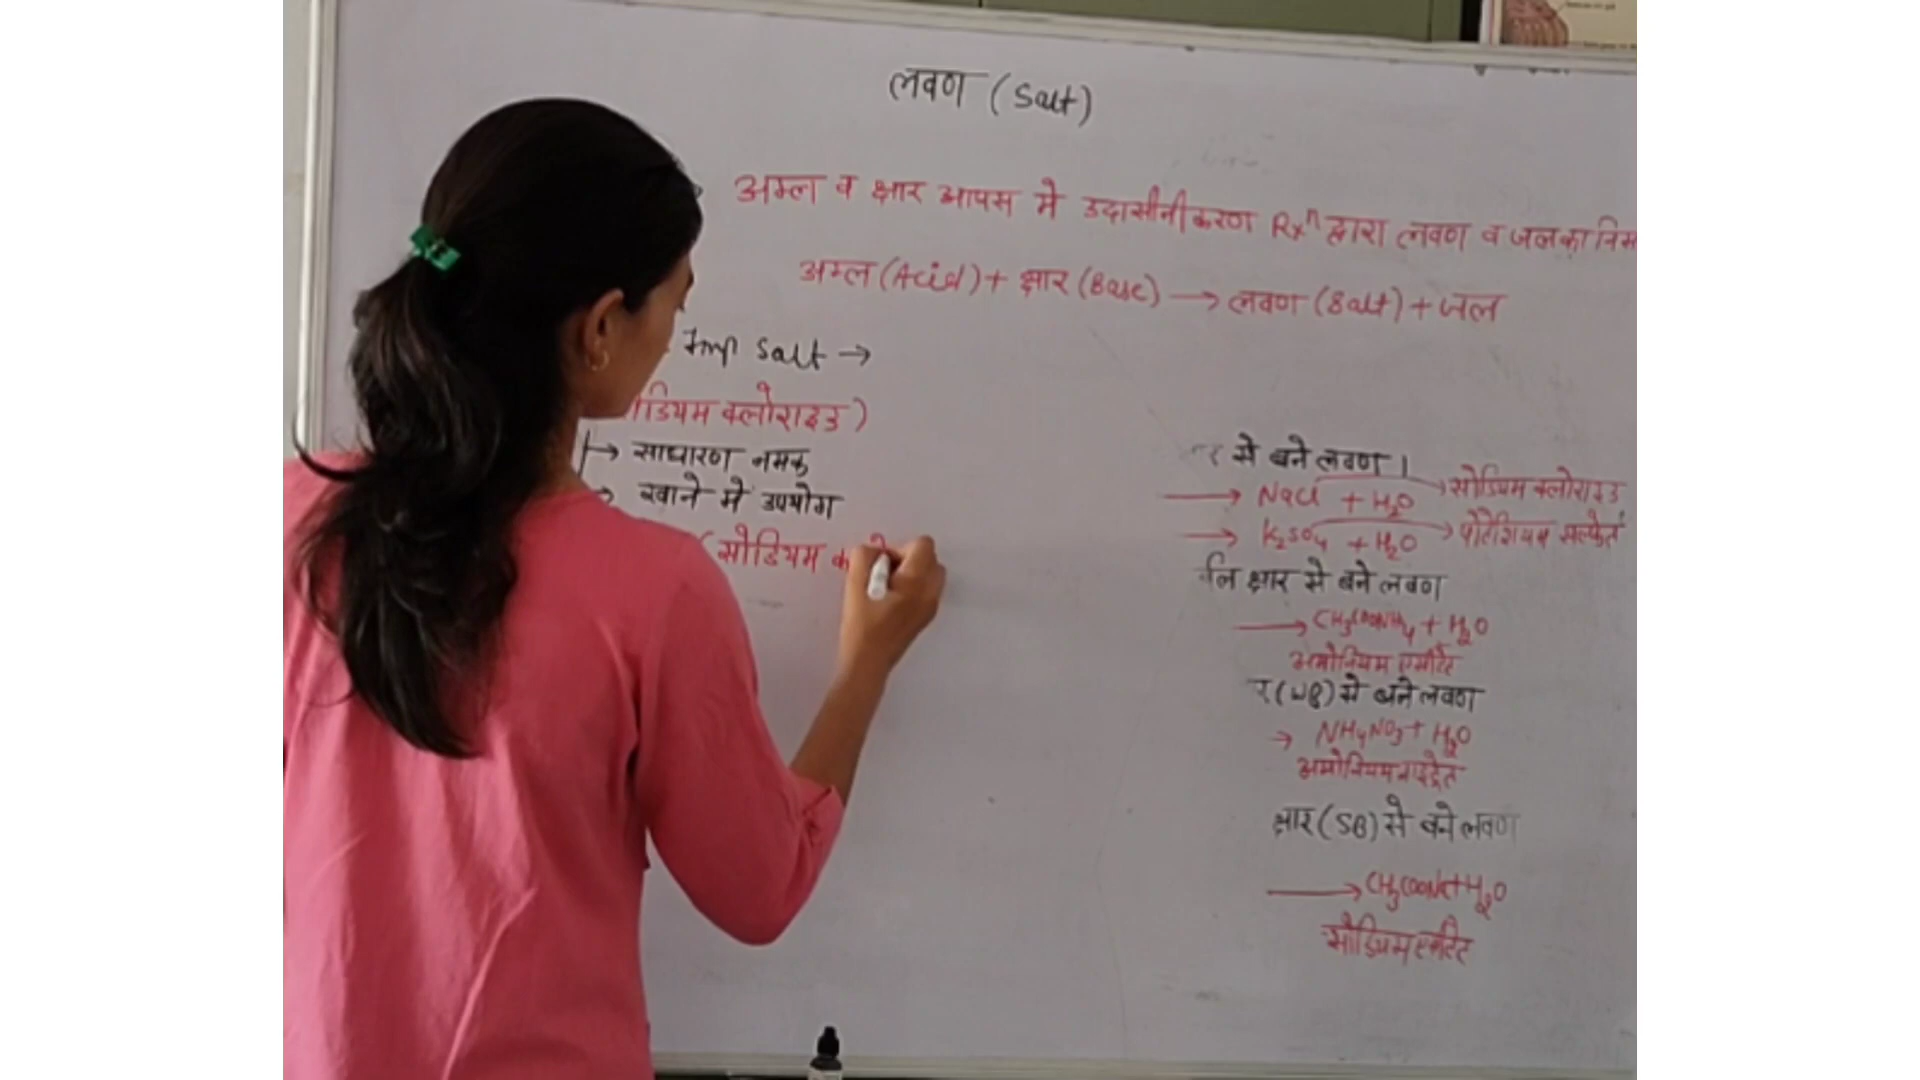 लवण (Salt)
अम्ल व क्षार आपस मे उदासीनीकरण Rxⁿ द्वारा लवण व जल का निम
अम्ल (Acid) + क्षार (Base) → लवण (Salt) + जल
Imp Salt →
डियम क्लोराइड)
→ साधारण नमक
→ खाने मे उपयोग
(सोडियम का
से बने लवण।
→ NaCl + H₂O → सोडियम क्लोराइड
→ K₂SO₄ + H₂O → पोटेशियम सल्फेट
क्षार से बने लवण
→ CH₃COONH₄ + H₂O
अमोनियम एसीटेट
र (WB) से बने लवण
→ NH₄NO₃ + H₂O
अमोनियम नाइट्रेट
क्षार (SB) से बने लवण
→ CH₃COONa + H₂O
सोडियम एसीटेट